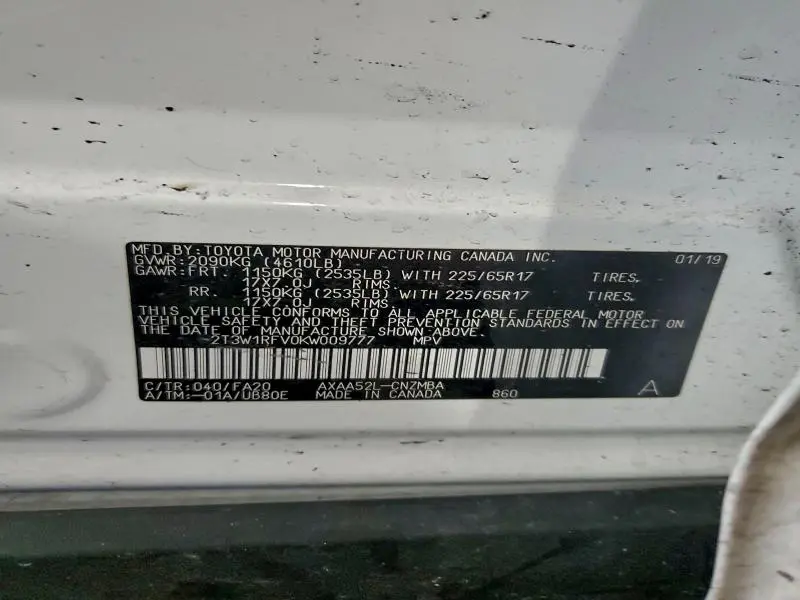 MFD. BY: TOYOTA MOTOR MANUFACTURING CANADA INC. 01/19
GVWR: 2090KG (4610LB)
GAWR: FRT. 1150KG (2535LB) WITH 225/65R17 TIRES,
17X7.0J RIMS
RR. 1150KG (2535LB) WITH 225/65R17 TIRES,
17X7.0J RIMS
THIS VEHICLE CONFORMS TO ALL APPLICABLE FEDERAL MOTOR
VEHICLE SAFETY AND THEFT PREVENTION STANDARDS IN EFFECT ON
THE DATE OF MANUFACTURE SHOWN ABOVE.
2T3W1RFV0KW009777 MPV
C/TR: 040/FA20 AXAA52L-CNZMBA
A/TM: -01A/UB80E MADE IN CANADA 860 A